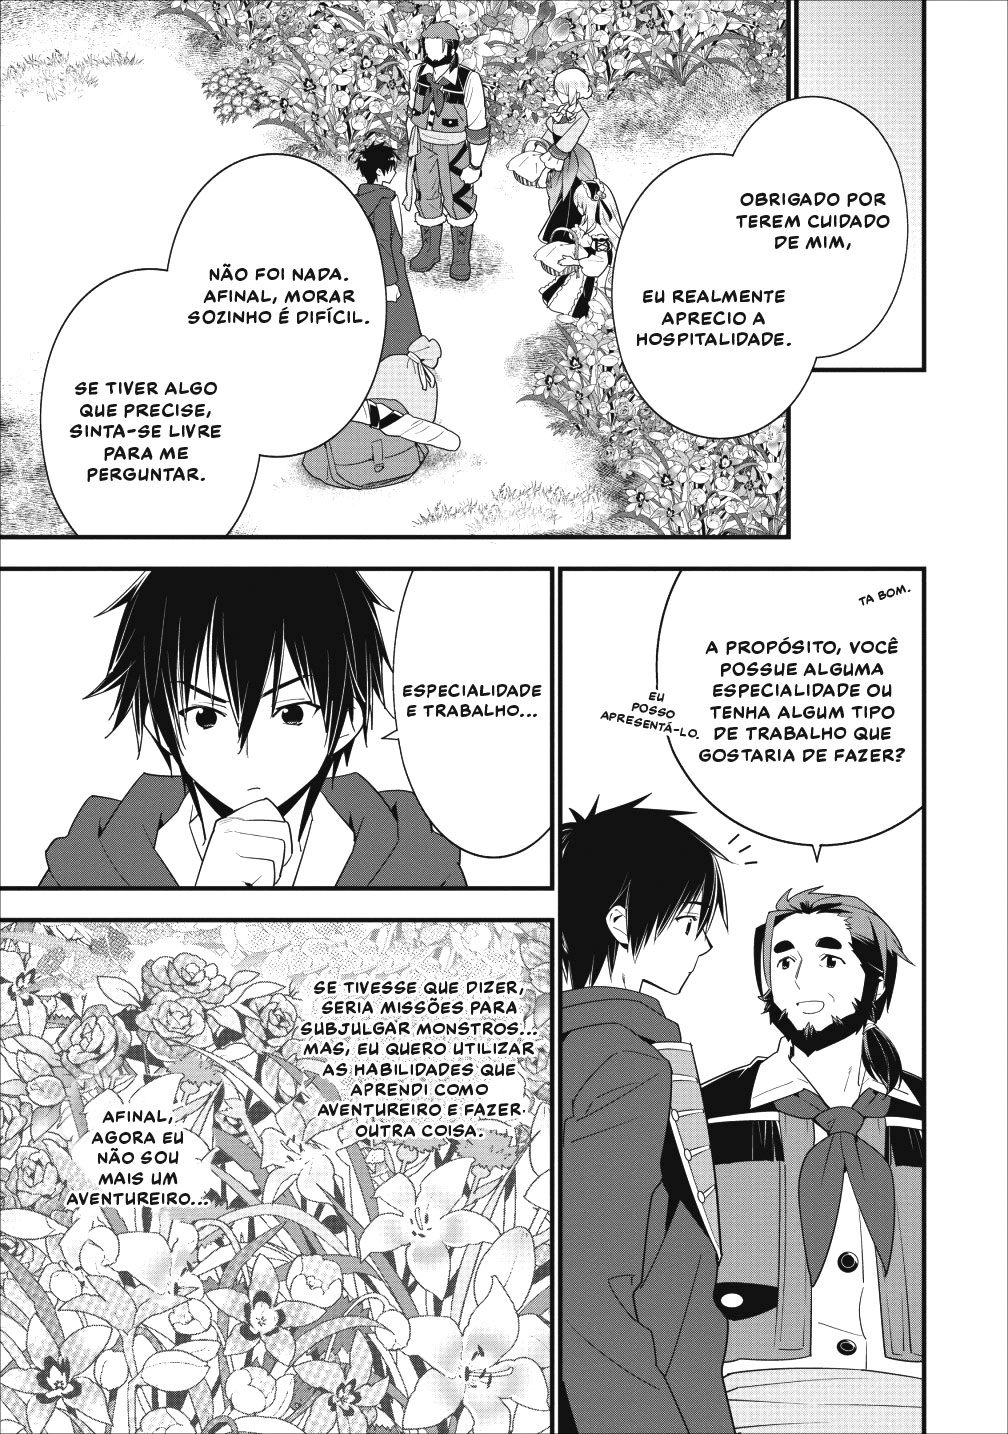 OBRIGADO POR
TEREM CUIDADO
DE MIM,
EU REALMENTE
APRECIO A
HOSPITALIDADE.
NÃO FOI NADA.
AFINAL, MORAR
SOZINHO É DIFÍCIL.
SE TIVER ALGO
QUE PRECISE,
SINTA-SE LIVRE
PARA ME
PERGUNTAR.
TA BOM.
A PROPÓSITO, VOCÊ
POSSUE ALGUMA
ESPECIALIDADE OU
TENHA ALGUM TIPO
DE TRABALHO QUE
GOSTARIA DE FAZER?
EU
POSSO
APRESENTÁ-LO.
ESPECIALIDADE
E TRABALHO...
SE TIVESSE QUE DIZER,
SERIA MISSÕES PARA
SUBJULGAR MONSTROS...
MAS, EU QUERO UTILIZAR
AS HABILIDADES QUE
APRENDI COMO
AVENTUREIRO E FAZER
OUTRA COISA.
AFINAL,
AGORA EU
NÃO SOU
MAIS UM
AVENTUREIRO...